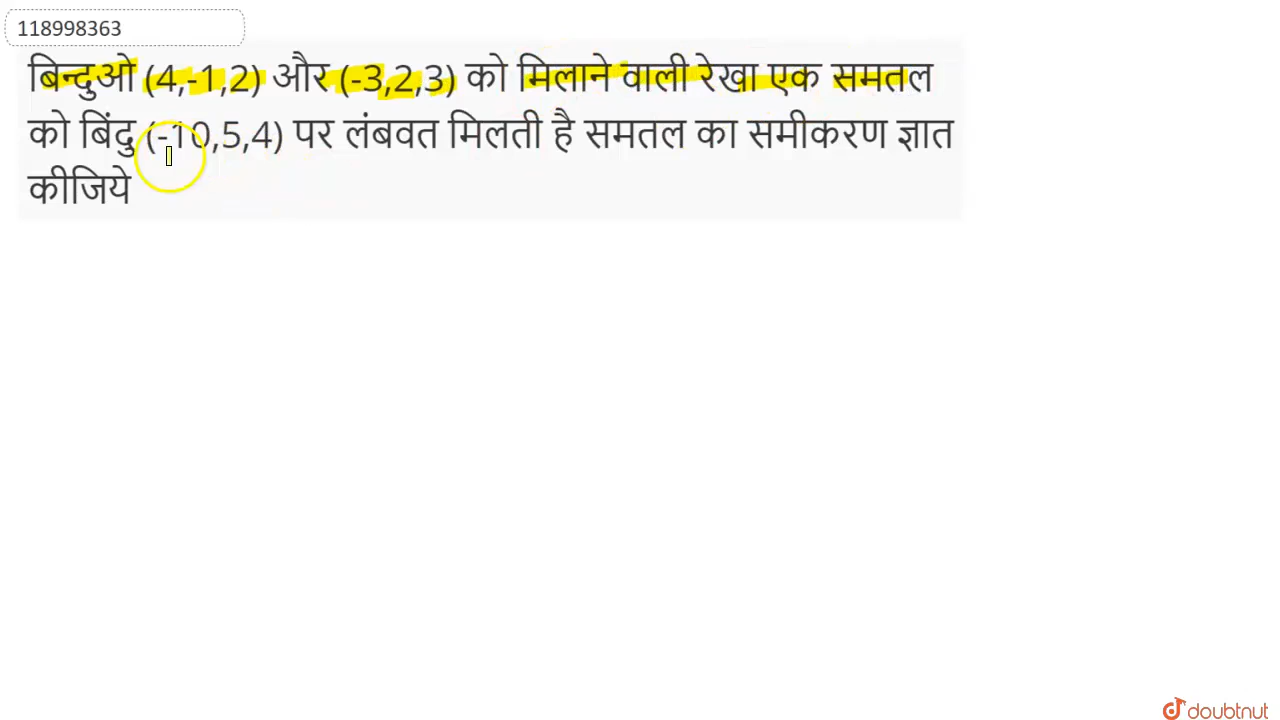 118998363
बिन्दुओ (4,-1,2) और (-3,2,3) को मिलाने वाली रेखा एक समतल
को बिंदु (-10,5,4) पर लंबवत मिलती है समतल का समीकरण ज्ञात
कीजिये
doubtnut